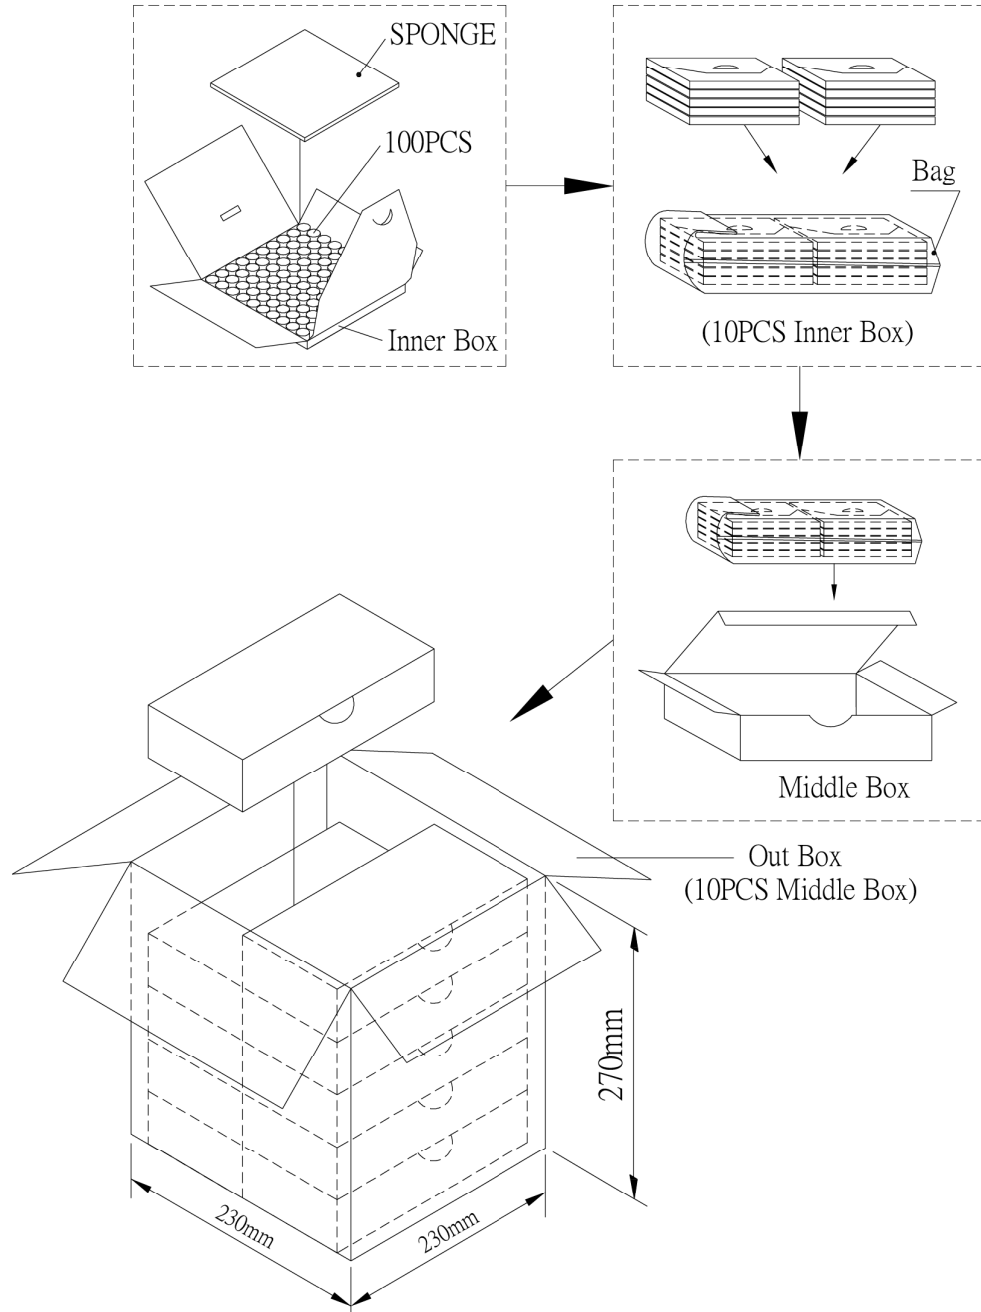 SPONGE
100PCS
Inner Box
Bag
(10PCS Inner Box)
Middle Box
Out Box
(10PCS Middle Box)
270mm
230mm
230mm